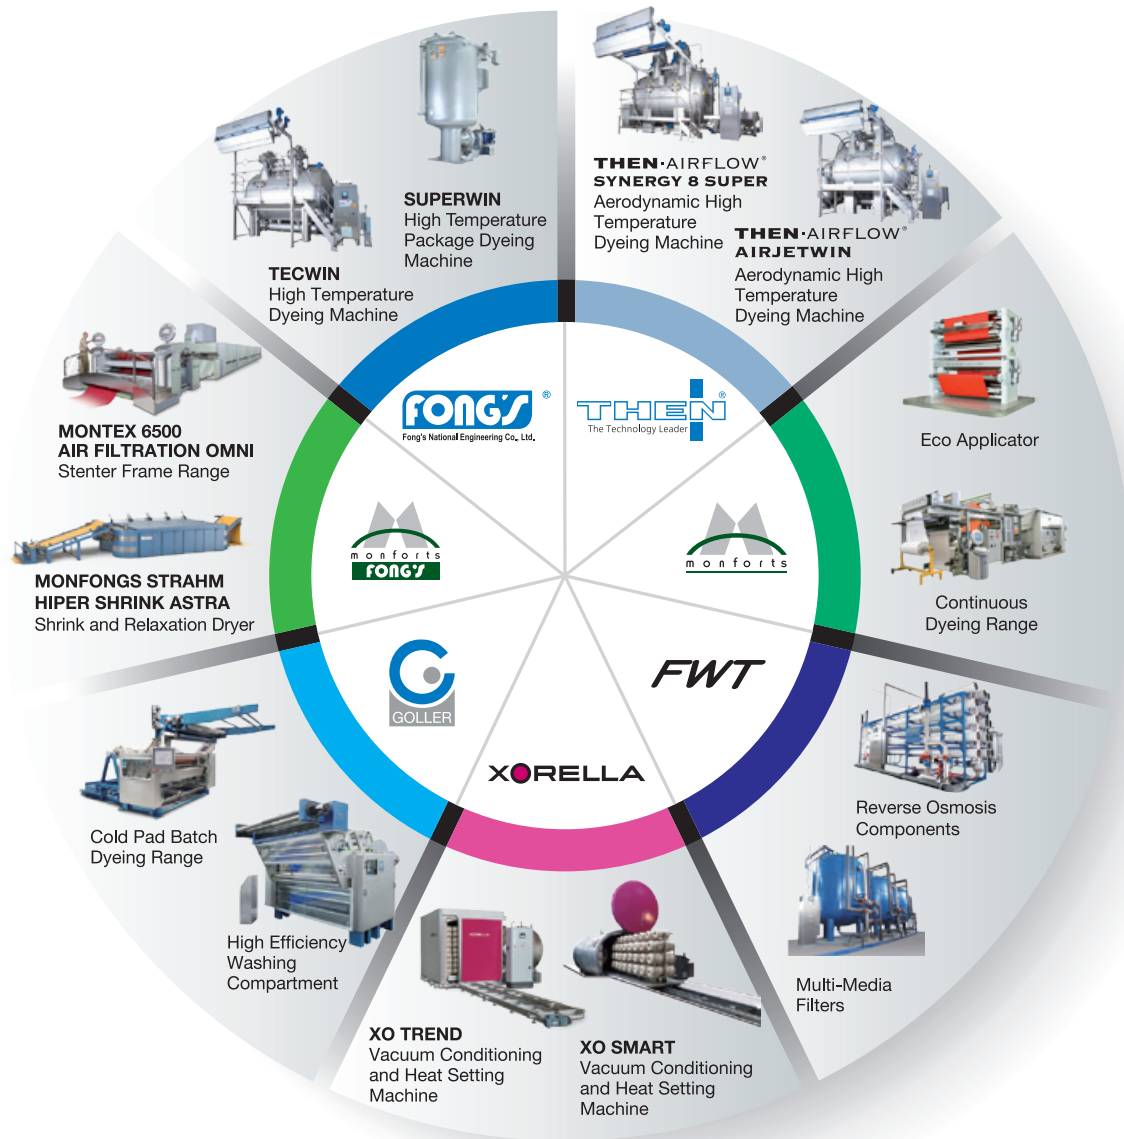 SUPERWIN
High Temperature
Package Dyeing
Machine
TECWIN
High Temperature
Dyeing Machine
THEN·AIRFLOW®
SYNERGY 8 SUPER
Aerodynamic High
Temperature
Dyeing Machine
THEN·AIRFLOW®
AIRJETWIN
Aerodynamic High
Temperature
Dyeing Machine
MONTEX 6500
AIR FILTRATION OMNI
Stenter Frame Range
MONFONGS STRAHM
HIPER SHRINK ASTRA
Shrink and Relaxation Dryer
Eco Applicator
Continuous
Dyeing Range
FONG'S®
Fong's National Engineering Co., Ltd.
THEN®
The Technology Leader
monforts
FONG'S
monforts
GOLLER
FWT
XORELLA
Cold Pad Batch
Dyeing Range
High Efficiency
Washing
Compartment
Reverse Osmosis
Components
Multi-Media
Filters
XORELLA
XO TREND
Vacuum Conditioning
and Heat Setting
Machine
XO SMART
Vacuum Conditioning
and Heat Setting
Machine